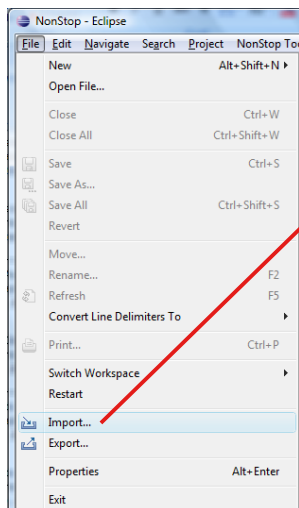 NonStop - Eclipse
File Edit Navigate Search Project NonStop To
New Alt+Shift+N
Open File...
Close Ctrl+W
Close All Ctrl+Shift+W
Save Ctrl+S
Save As...
Save All Ctrl+Shift+S
Revert
Move...
Rename... F2
Refresh F5
Convert Line Delimiters To
Print... Ctrl+P
Switch Workspace
Restart
Import...
Export...
Properties Alt+Enter
Exit